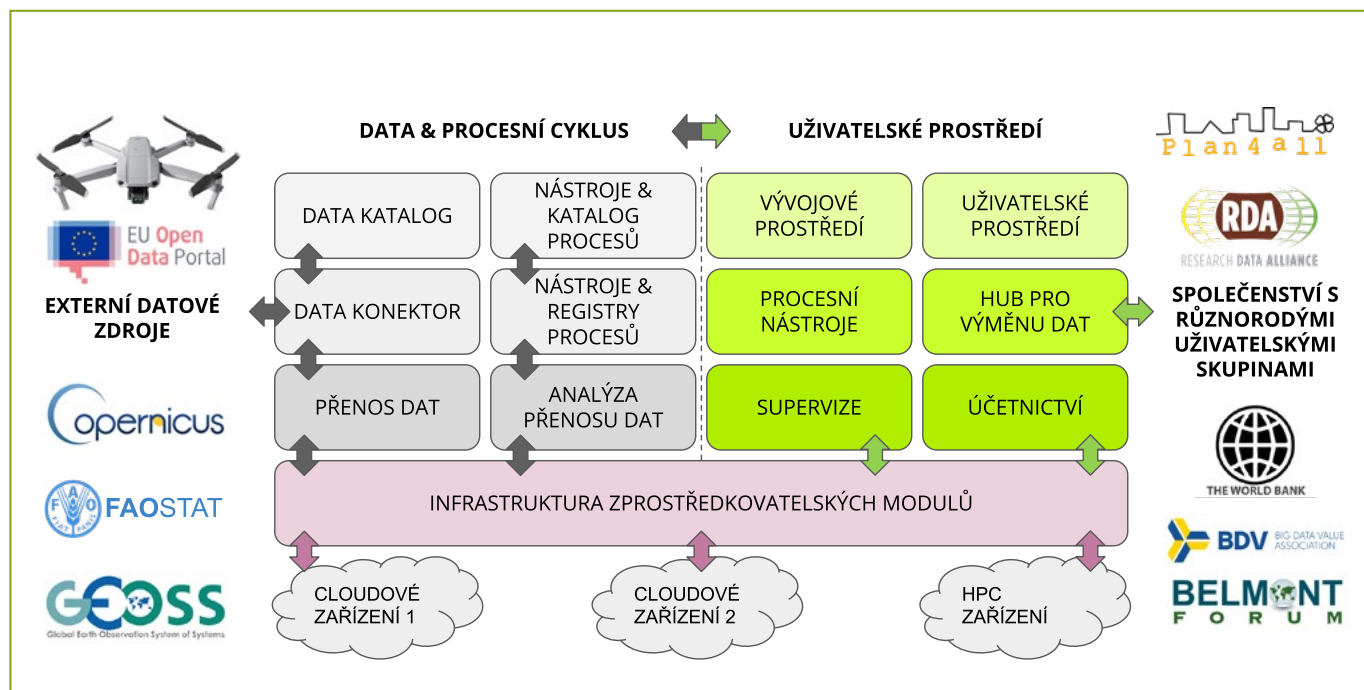 DATA & PROCESNÍ CYKLUS
UŽIVATELSKÉ PROSTŘEDÍ
EU Open
Data Portal
EXTERNÍ DATOVÉ
ZDROJE
Copernicus
FAO
FIAT PANIS
FAOSTAT
GEOSS
Global Earth Observation System of Systems
DATA KATALOG
NÁSTROJE &
KATALOG
PROCESŮ
VÝVOJOVÉ
PROSTŘEDÍ
UŽIVATELSKÉ
PROSTŘEDÍ
DATA KONEKTOR
NÁSTROJE &
REGISTRY
PROCESŮ
PROCESNÍ
NÁSTROJE
HUB PRO
VÝMĚNU DAT
PŘENOS DAT
ANALÝZA
PŘENOSU DAT
SUPERVIZE
ÚČETNICTVÍ
INFRASTRUKTURA ZPROSTŘEDKOVATELSKÝCH MODULŮ
CLOUDOVÉ
ZAŘÍZENÍ 1
CLOUDOVÉ
ZAŘÍZENÍ 2
HPC
ZAŘÍZENÍ
Plan4all
RDA
RESEARCH DATA ALLIANCE
SPOLEČENSTVÍ S
RŮZNORODÝMI
UŽIVATELSKÝMI
SKUPINAMI
THE WORLD BANK
BDV BIG DATA VALUE
ASSOCIATION
BELMONT
FORUM